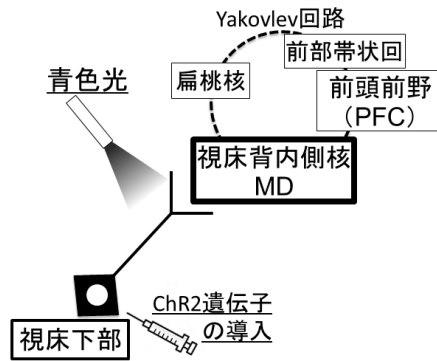 Yakovlev回路
前部帯状回
扁桃核
前頭前野
(PFC)
青色光
視床背内側核
MD
ChR2遺伝子
の導入
視床下部